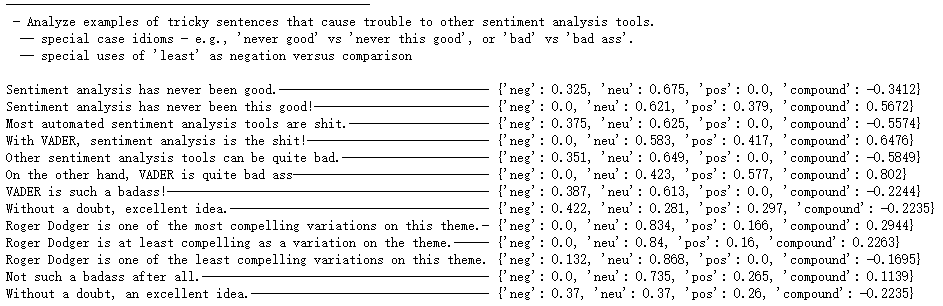 - Analyze examples of tricky sentences that cause trouble to other sentiment analysis tools.
-- special case idioms - e.g., 'never good' vs 'never this good', or 'bad' vs 'bad ass'.
-- special uses of 'least' as negation versus comparison
Sentiment analysis has never been good.------------------------------ {'neg': 0.325, 'neu': 0.675, 'pos': 0.0, 'compound': -0.3412}
Sentiment analysis has never been this good!------------------------- {'neg': 0.0, 'neu': 0.621, 'pos': 0.379, 'compound': 0.5672}
Most automated sentiment analysis tools are shit.-------------------- {'neg': 0.375, 'neu': 0.625, 'pos': 0.0, 'compound': -0.5574}
With VADER, sentiment analysis is the shit!-------------------------- {'neg': 0.0, 'neu': 0.583, 'pos': 0.417, 'compound': 0.6476}
Other sentiment analysis tools can be quite bad.--------------------- {'neg': 0.351, 'neu': 0.649, 'pos': 0.0, 'compound': -0.5849}
On the other hand, VADER is quite bad ass---------------------------- {'neg': 0.0, 'neu': 0.423, 'pos': 0.577, 'compound': 0.802}
VADER is such a badass!---------------------------------------------- {'neg': 0.387, 'neu': 0.613, 'pos': 0.0, 'compound': -0.2244}
Without a doubt, excellent idea.------------------------------------- {'neg': 0.422, 'neu': 0.281, 'pos': 0.297, 'compound': -0.2235}
Roger Dodger is one of the most compelling variations on this theme.- {'neg': 0.0, 'neu': 0.834, 'pos': 0.166, 'compound': 0.2944}
Roger Dodger is at least compelling as a variation on the theme.----- {'neg': 0.0, 'neu': 0.84, 'pos': 0.16, 'compound': 0.2263}
Roger Dodger is one of the least compelling variations on this theme. {'neg': 0.132, 'neu': 0.868, 'pos': 0.0, 'compound': -0.1695}
Not such a badass after all.----------------------------------------- {'neg': 0.0, 'neu': 0.735, 'pos': 0.265, 'compound': 0.1139}
Without a doubt, an excellent idea.---------------------------------- {'neg': 0.37, 'neu': 0.37, 'pos': 0.26, 'compound': -0.2235}